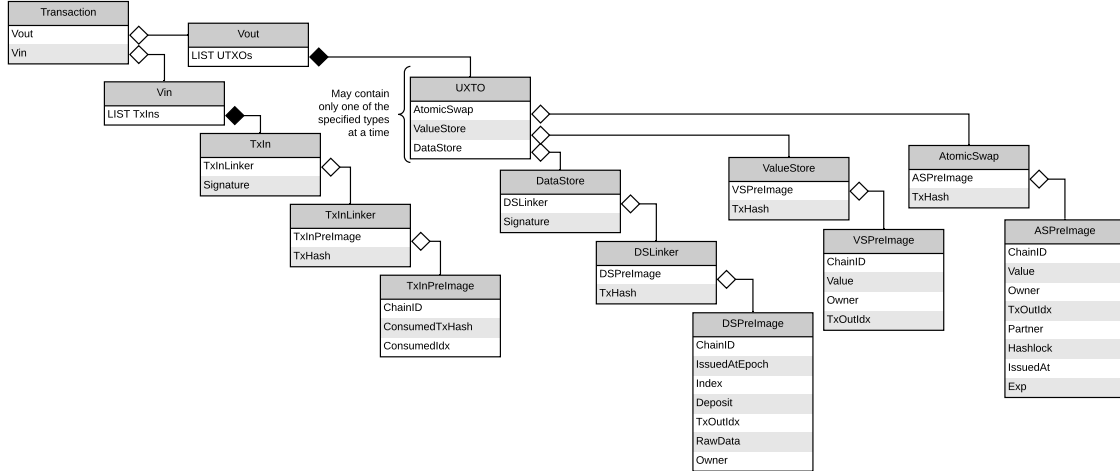 Transaction
Vout
Vin
Vout
LIST UTXOs
Vin
LIST TxIns
TxIn
TxInLinker
Signature
TxInLinker
TxInPreImage
TxHash
TxInPreImage
ChainID
ConsumedTxHash
ConsumedIdx
May contain
only one of the
specified types
at a time
UXTO
AtomicSwap
ValueStore
DataStore
DataStore
DSLinker
Signature
DSLinker
DSPreImage
TxHash
DSPreImage
ChainID
IssuedAtEpoch
Index
Deposit
TxOutIdx
RawData
Owner
ValueStore
VSPreImage
TxHash
VSPreImage
ChainID
Value
Owner
TxOutIdx
AtomicSwap
ASPreImage
TxHash
ASPreImage
ChainID
Value
Owner
TxOutIdx
Partner
Hashlock
IssuedAt
Exp